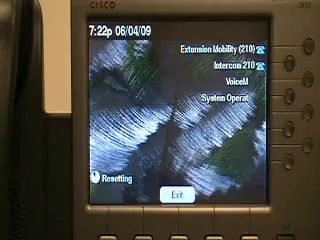 CISCO
7:22p 06/04/09
Extension Mobility (210)
Intercom 210
VoiceM
System Operat
Resetting
Exit